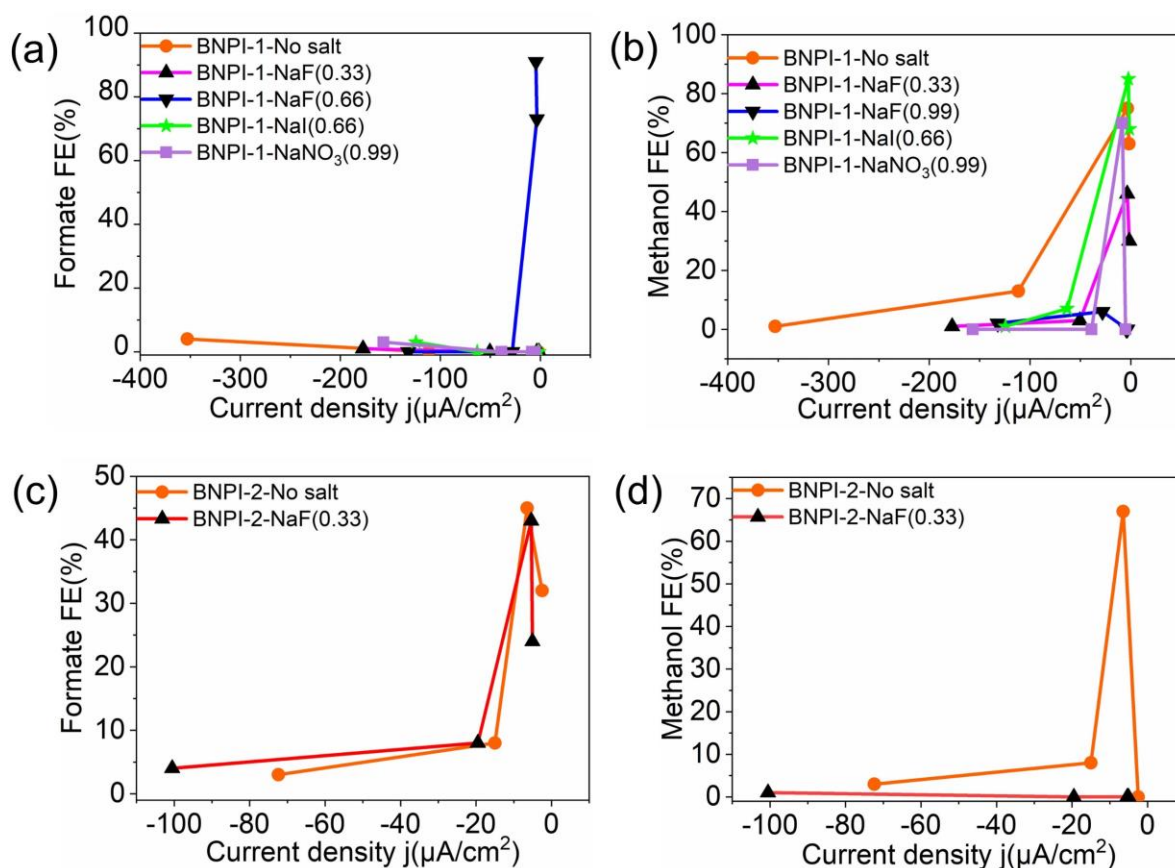 (a)
100
80
60
40
20
0
Formate FE(%)
BNPI-1-No salt
BNPI-1-NaF(0.33)
BNPI-1-NaF(0.66)
BNPI-1-NaI(0.66)
BNPI-1-NaNO₃(0.99)
-400 -300 -200 -100 0
Current density j(μA/cm²)
(b)
100
80
60
40
20
0
Methanol FE(%)
BNPI-1-No salt
BNPI-1-NaF(0.33)
BNPI-1-NaF(0.99)
BNPI-1-NaI(0.66)
BNPI-1-NaNO₃(0.99)
-400 -300 -200 -100 0
Current density j(μA/cm²)
(c)
50
40
30
20
10
0
Formate FE(%)
BNPI-2-No salt
BNPI-2-NaF(0.33)
-100 -80 -60 -40 -20 0
Current density j(μA/cm²)
(d)
70
60
50
40
30
20
10
0
Methanol FE(%)
BNPI-2-No salt
BNPI-2-NaF(0.33)
-100 -80 -60 -40 -20 0
Current density j(μA/cm²)